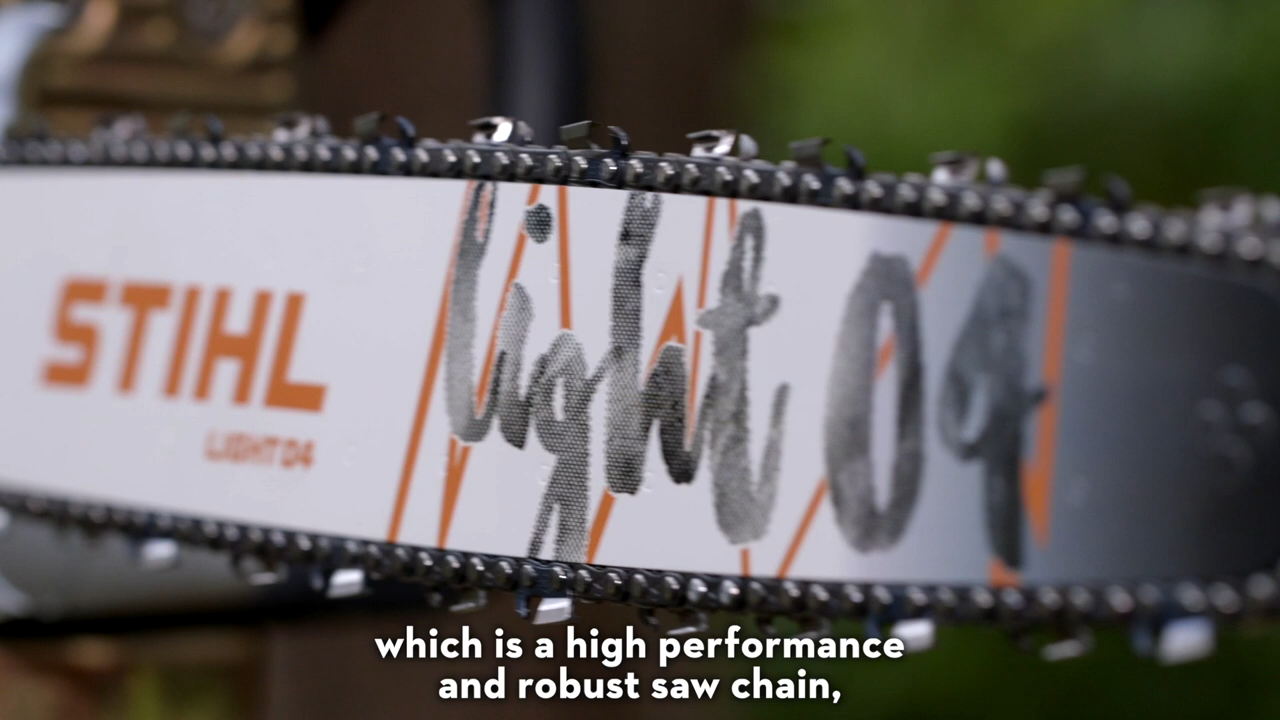 STIHL
LIGHT 04
light 04
which is a high performance
and robust saw chain,